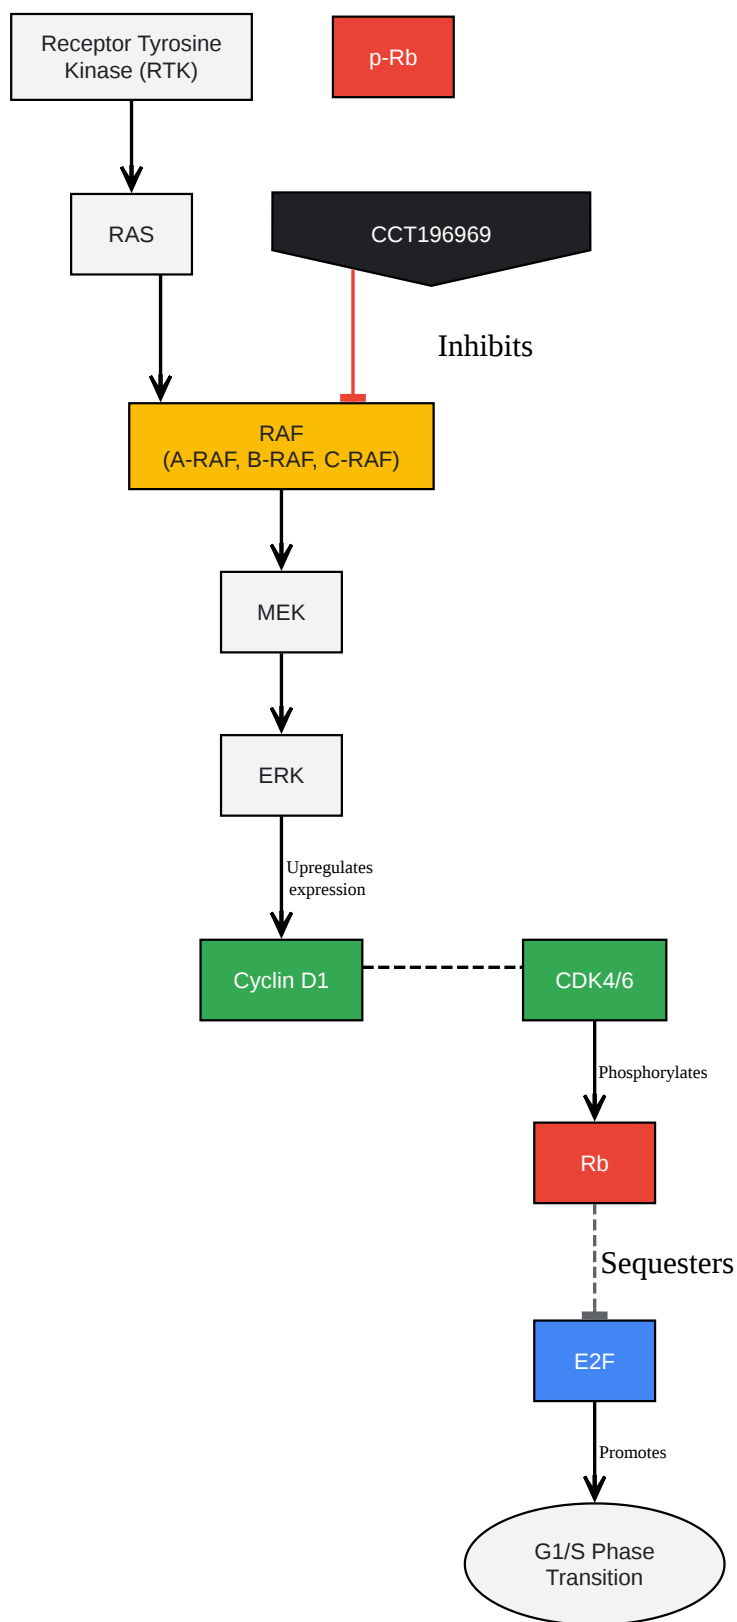 Receptor Tyrosine
Kinase (RTK)
p-Rb
RAS
CCT196969
Inhibits
RAF
(A-RAF, B-RAF, C-RAF)
MEK
ERK
Upregulates
expression
Cyclin D1
CDK4/6
Phosphorylates
Rb
Sequesters
E2F
Promotes
G1/S Phase
Transition